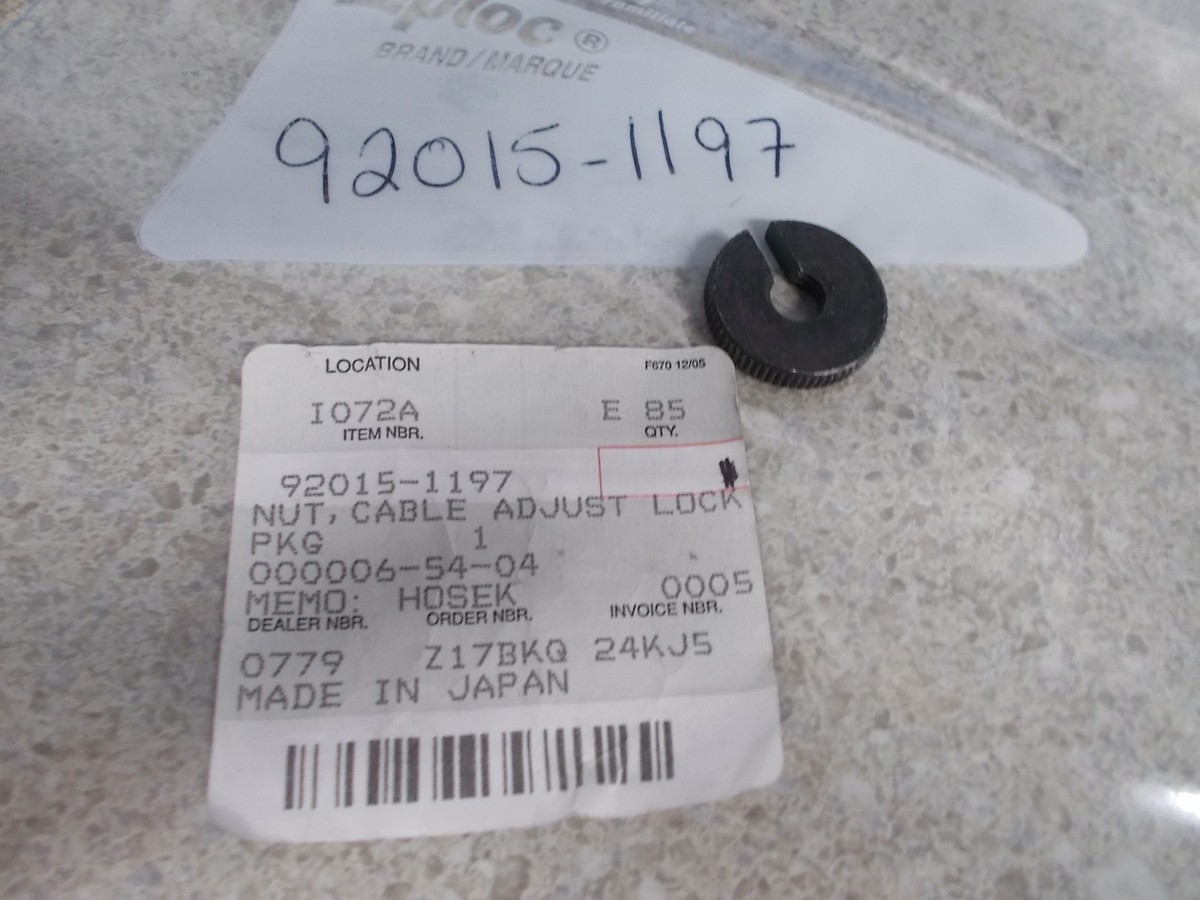 BRAND/MARQUE
92015-1197
LOCATION F670 12/05
I072A E 85
ITEM NBR. QTY.
92015-1197
NUT, CABLE ADJUST LOCK
PKG 1
000006-54-04
MEMO: HOSEK 0005
DEALER NBR. ORDER NBR. INVOICE NBR.
0779 Z17BKQ 24KJ5
MADE IN JAPAN